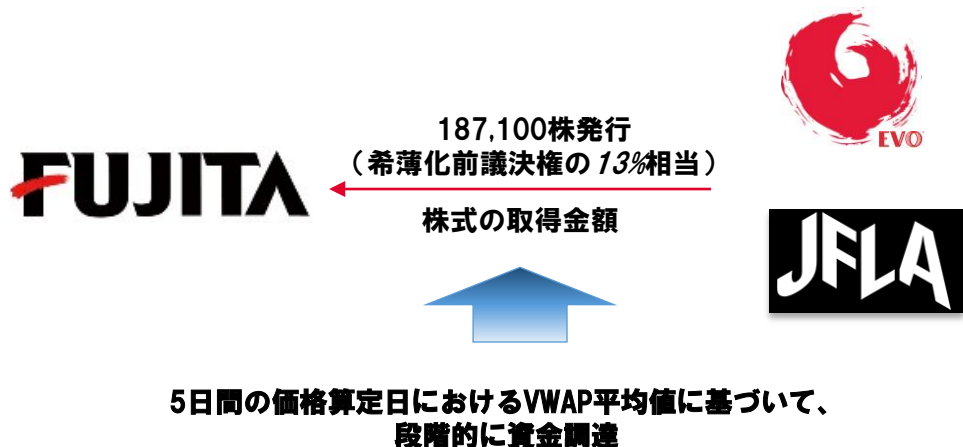 EVO
187,100株発行
（希薄化前議決権の13%相当）
FUJITA
株式の取得金額
JFLA
5日間の価格算定日におけるVWAP平均値に基づいて、
段階的に資金調達